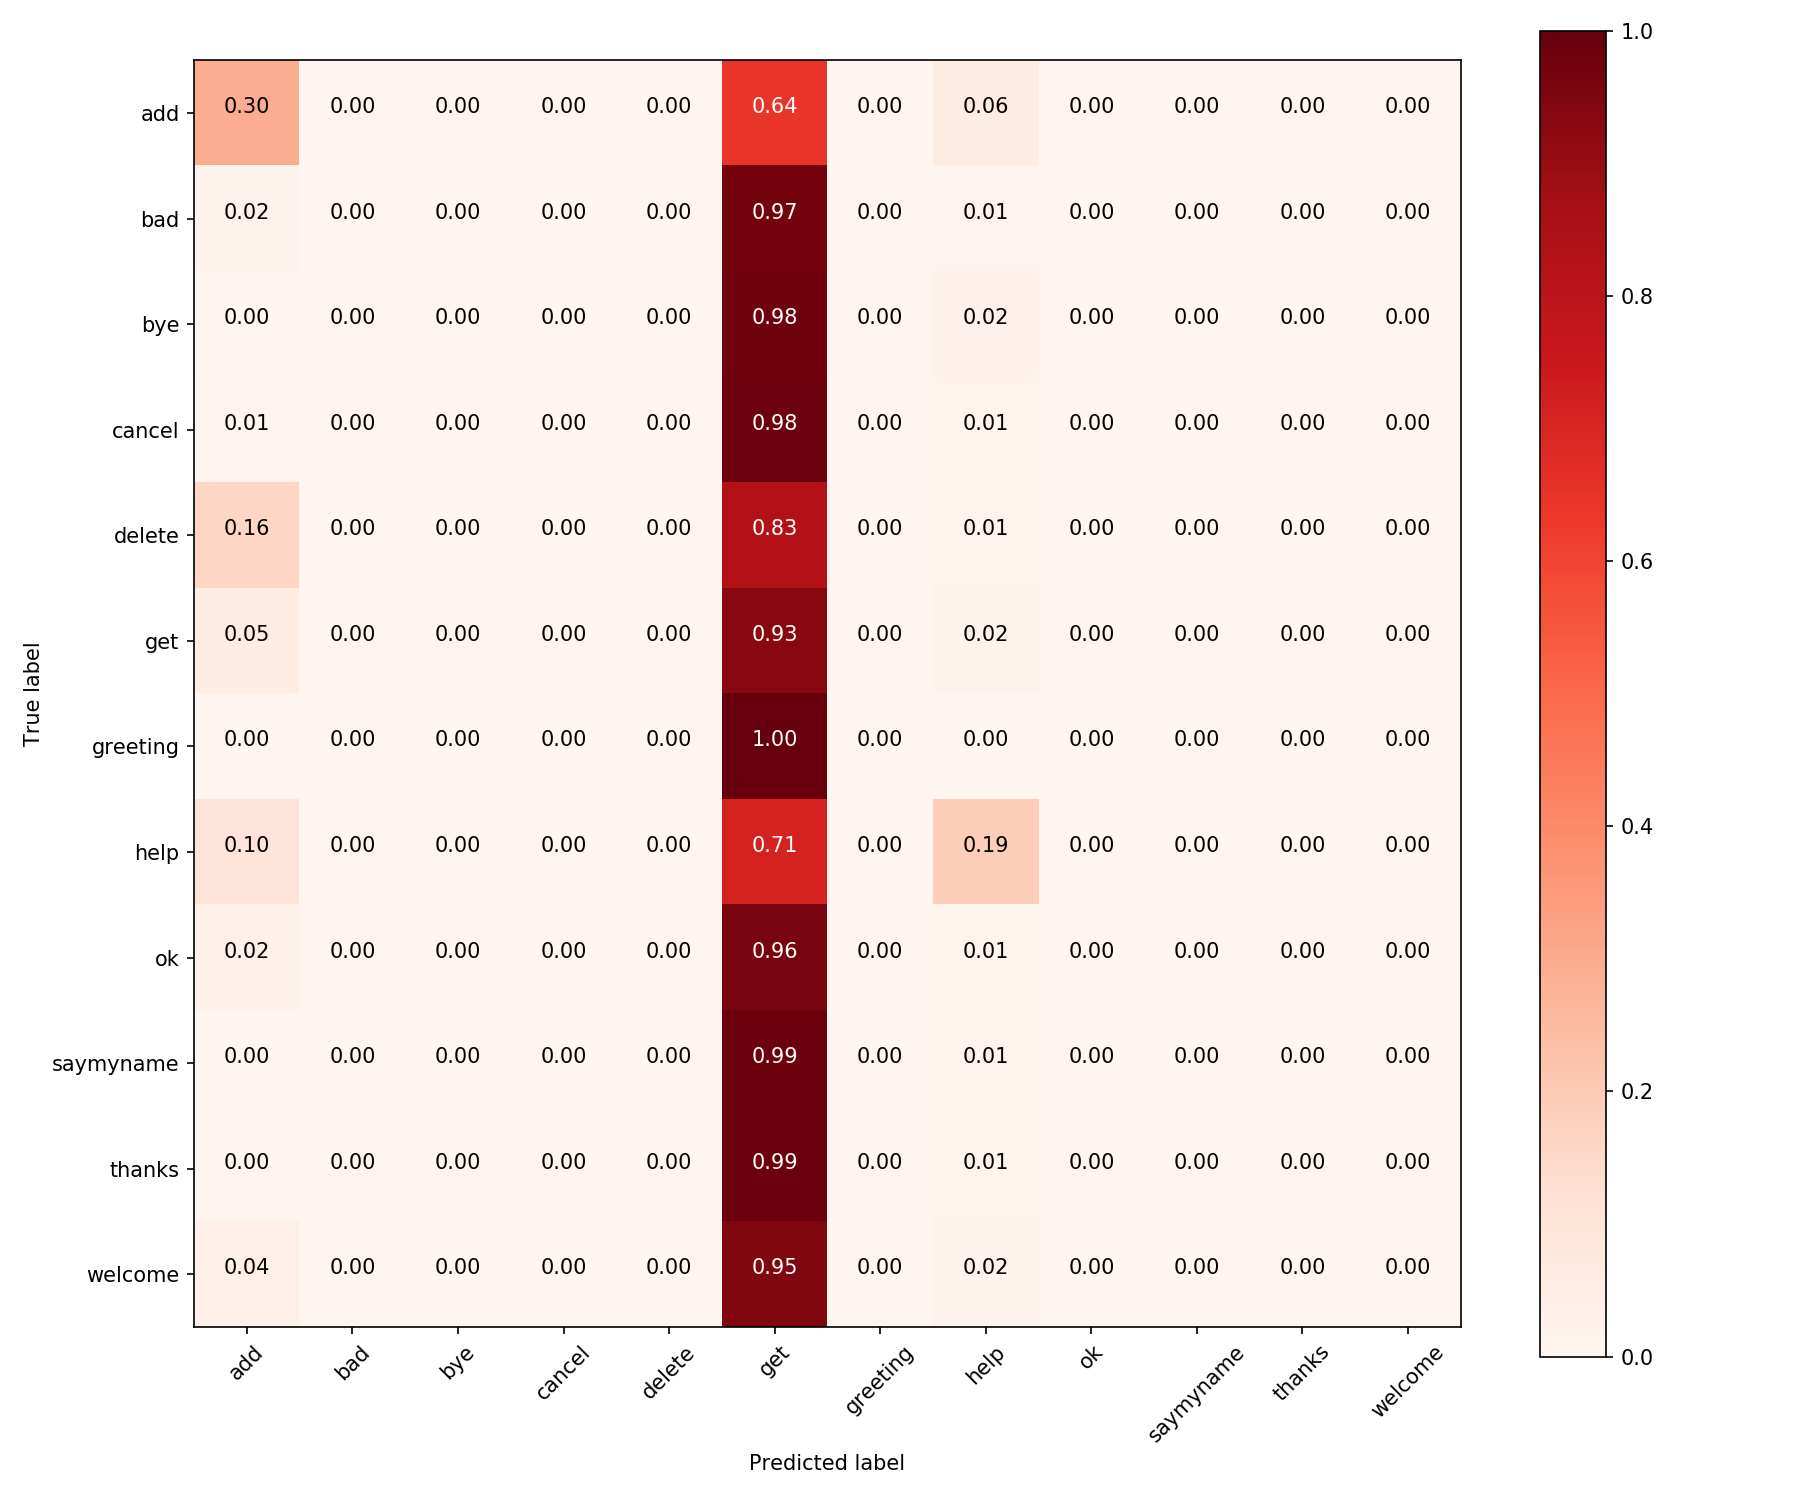 add 0.30 0.00 0.00 0.00 0.00 0.64 0.00 0.06 0.00 0.00 0.00 0.00
bad 0.02 0.00 0.00 0.00 0.00 0.97 0.00 0.01 0.00 0.00 0.00 0.00
bye 0.00 0.00 0.00 0.00 0.00 0.98 0.00 0.02 0.00 0.00 0.00 0.00
cancel 0.01 0.00 0.00 0.00 0.00 0.98 0.00 0.01 0.00 0.00 0.00 0.00
delete 0.16 0.00 0.00 0.00 0.00 0.83 0.00 0.01 0.00 0.00 0.00 0.00
get 0.05 0.00 0.00 0.00 0.00 0.93 0.00 0.02 0.00 0.00 0.00 0.00
greeting 0.00 0.00 0.00 0.00 0.00 1.00 0.00 0.00 0.00 0.00 0.00 0.00
help 0.10 0.00 0.00 0.00 0.00 0.71 0.00 0.19 0.00 0.00 0.00 0.00
ok 0.02 0.00 0.00 0.00 0.00 0.96 0.00 0.01 0.00 0.00 0.00 0.00
saymyname 0.00 0.00 0.00 0.00 0.00 0.99 0.00 0.01 0.00 0.00 0.00 0.00
thanks 0.00 0.00 0.00 0.00 0.00 0.99 0.00 0.01 0.00 0.00 0.00 0.00
welcome 0.04 0.00 0.00 0.00 0.00 0.95 0.00 0.02 0.00 0.00 0.00 0.00
True label
add bad bye cancel delete get greeting help ok saymyname thanks welcome
Predicted label
1.0
0.8
0.6
0.4
0.2
0.0